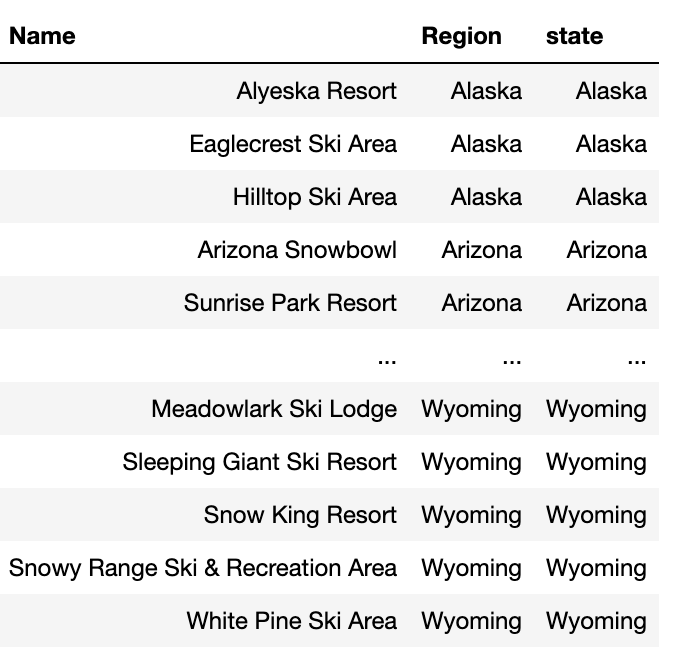 Name Region state
Alyeska Resort Alaska Alaska
Eaglecrest Ski Area Alaska Alaska
Hilltop Ski Area Alaska Alaska
Arizona Snowbowl Arizona Arizona
Sunrise Park Resort Arizona Arizona
... ... ...
Meadowlark Ski Lodge Wyoming Wyoming
Sleeping Giant Ski Resort Wyoming Wyoming
Snow King Resort Wyoming Wyoming
Snowy Range Ski & Recreation Area Wyoming Wyoming
White Pine Ski Area Wyoming Wyoming